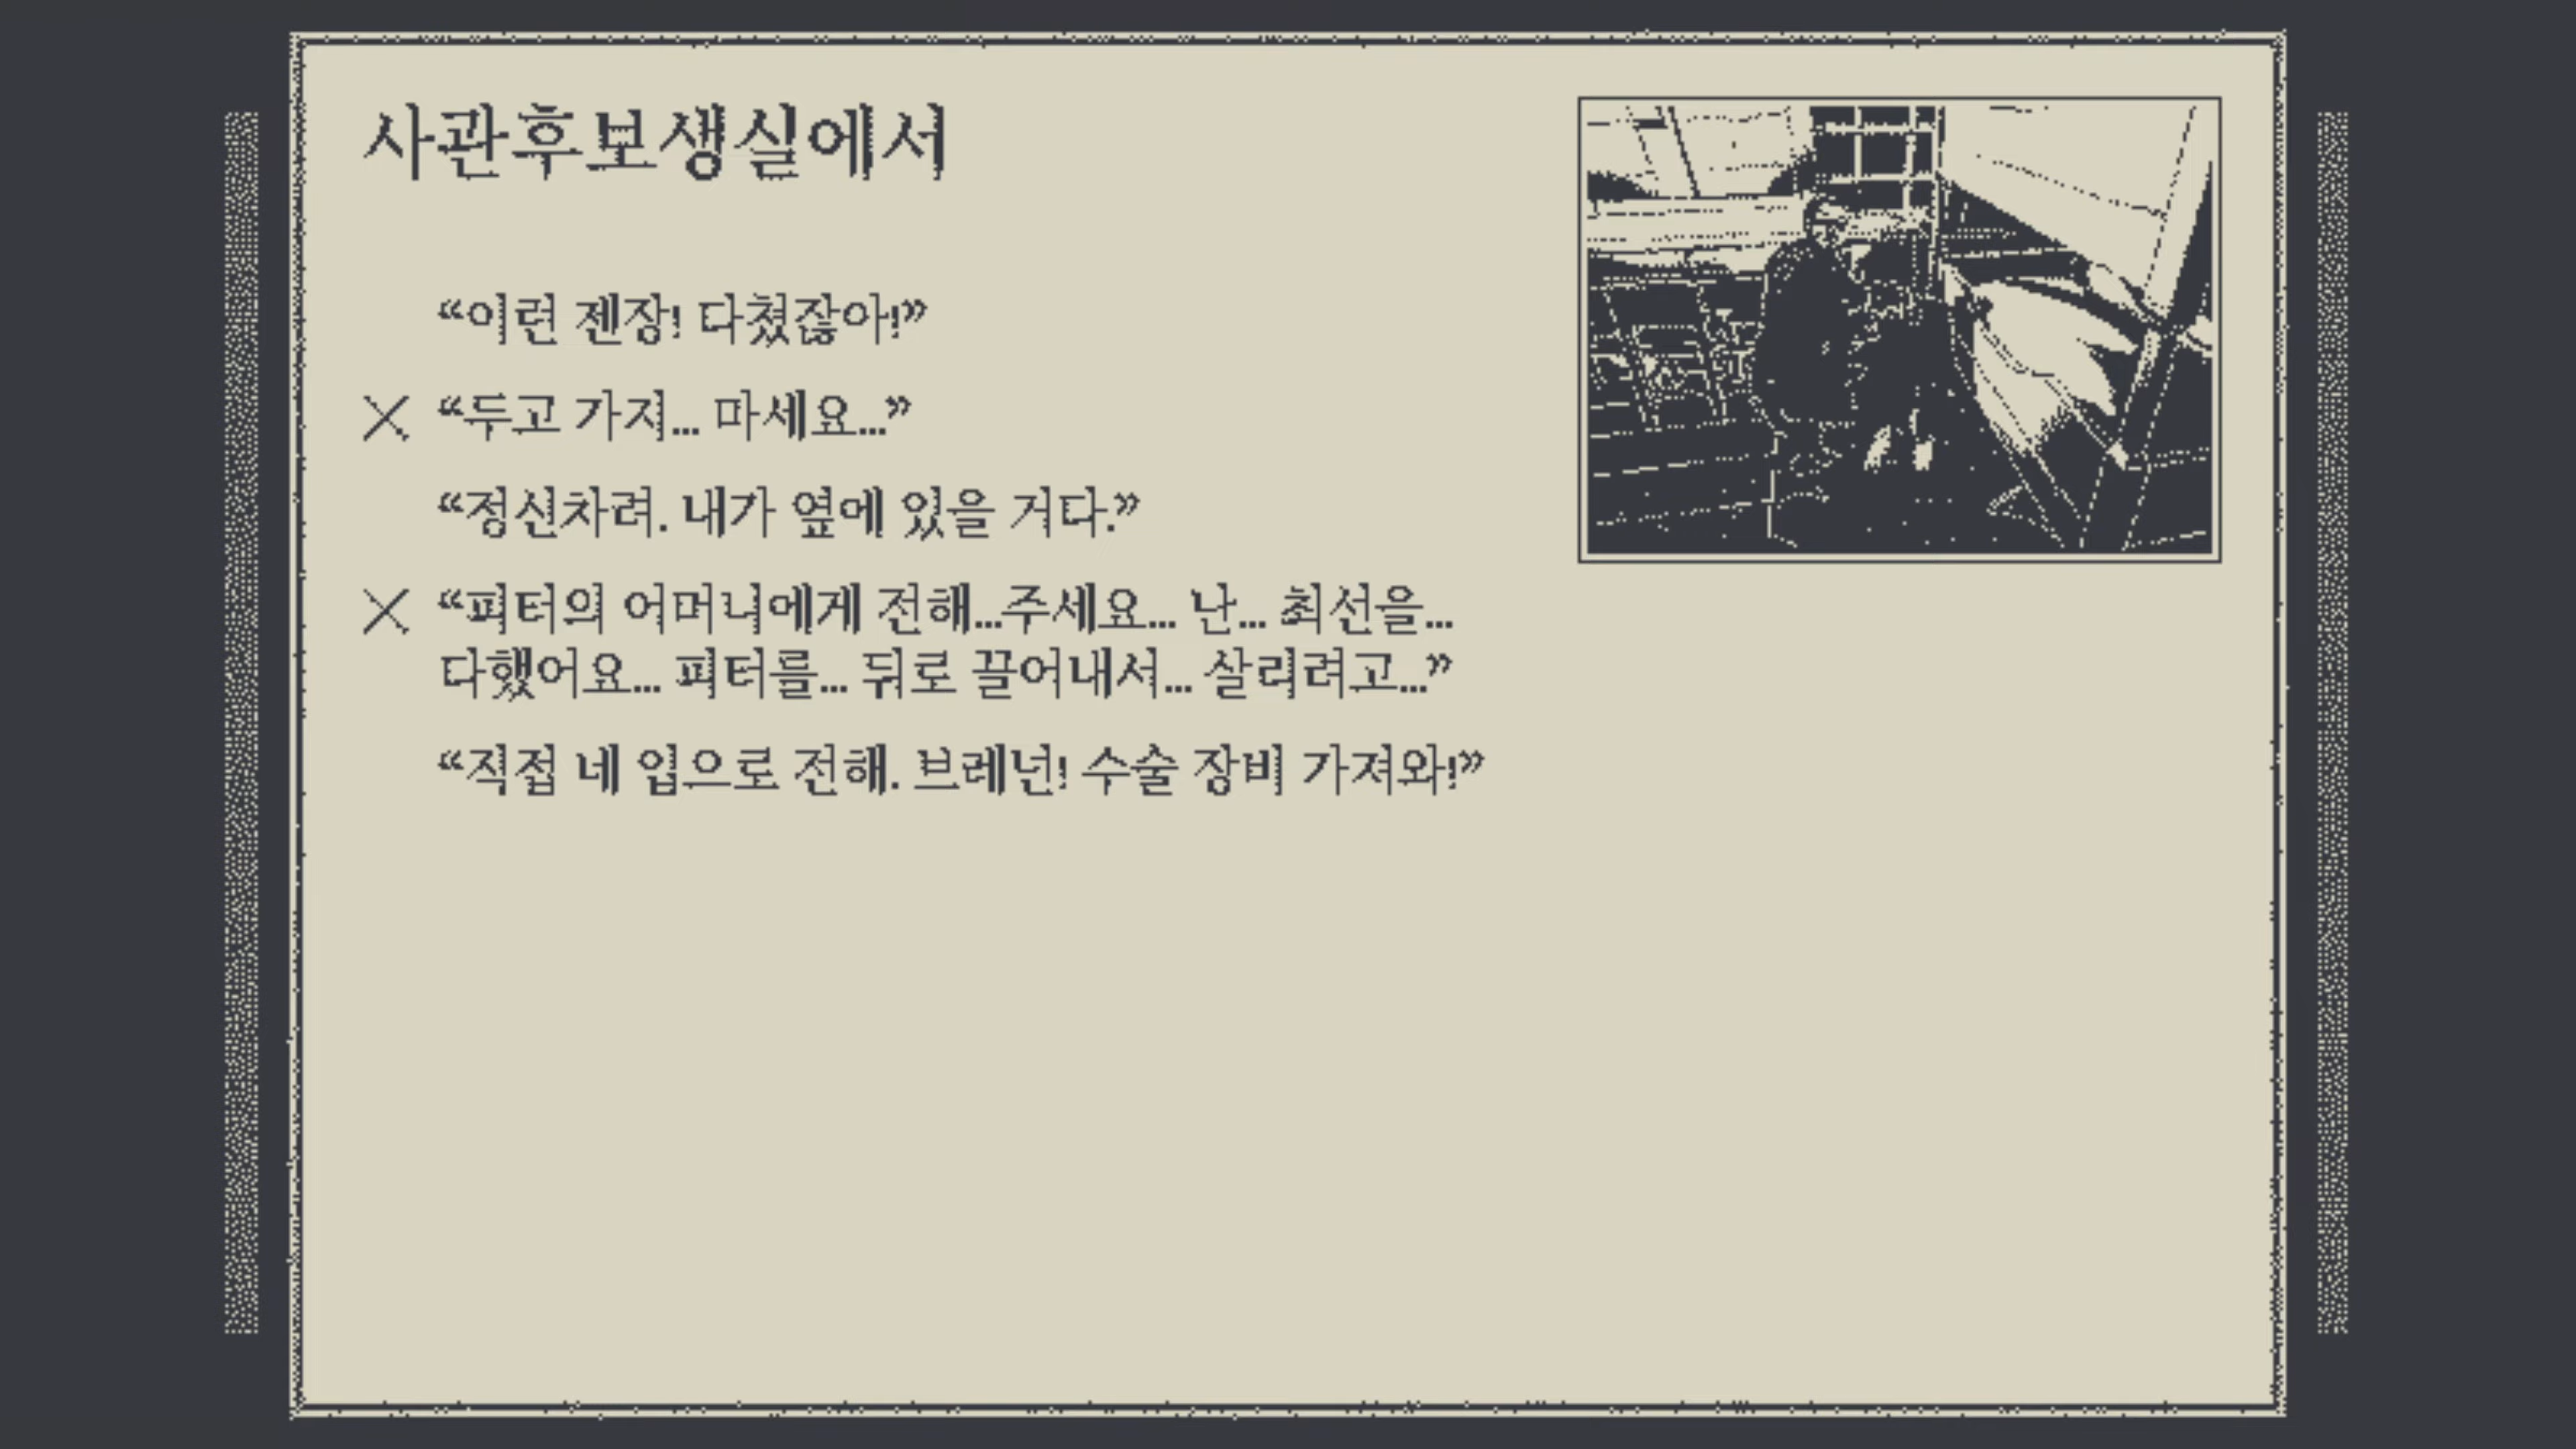 사관후보생실에서
“이런 젠장! 다쳤잖아!”
“두고 가지... 마세요...”
“정신차려. 내가 옆에 있을 거다.”
“피터의 어머니에게 전해...주세요... 난... 최선을...
다했어요... 피터를... 뒤로 끌어내서... 살리려고...”
“직접 네 입으로 전해. 브레넌! 수술 장비 가져와!”